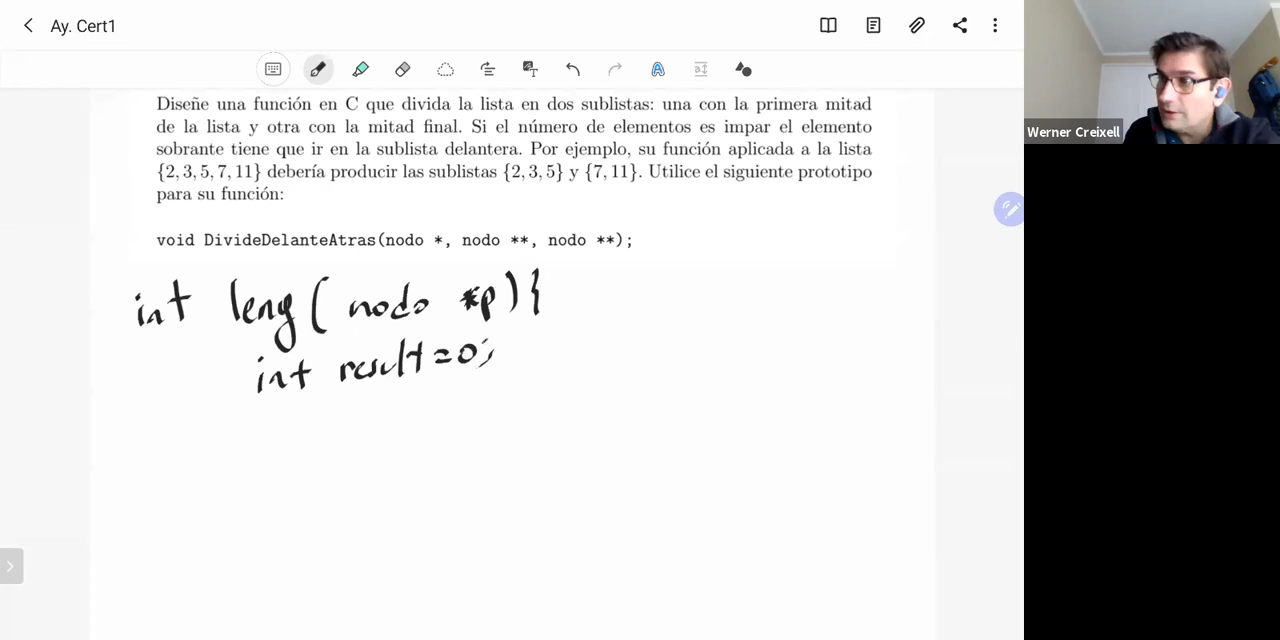 Ay. Cert1
Diseñe una función en C que divida la lista en dos sublistas: una con la primera mitad
de la lista y otra con la mitad final. Si el número de elementos es impar el elemento
sobrante tiene que ir en la sublista delantera. Por ejemplo, su función aplicada a la lista
{2, 3, 5, 7, 11} debería producir las sublistas {2, 3, 5} y {7, 11}. Utilice el siguiente prototipo
para su función:
void DivideDelanteAtras(nodo *, nodo **, nodo **);
int leng( nodo *p){
int result=0;
Werner Creixell